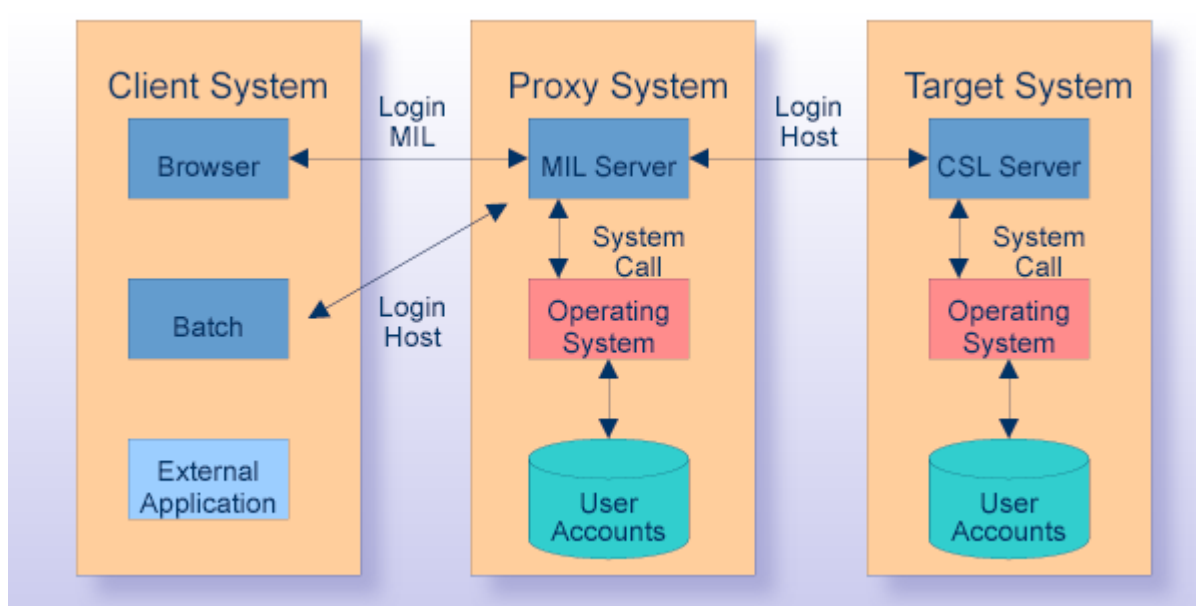 Client System
Browser
Batch
External
Application
Login
MIL
Login
Host
Proxy System
MIL Server
System
Call
Operating
System
User
Accounts
Login
Host
Target System
CSL Server
System
Call
Operating
System
User
Accounts